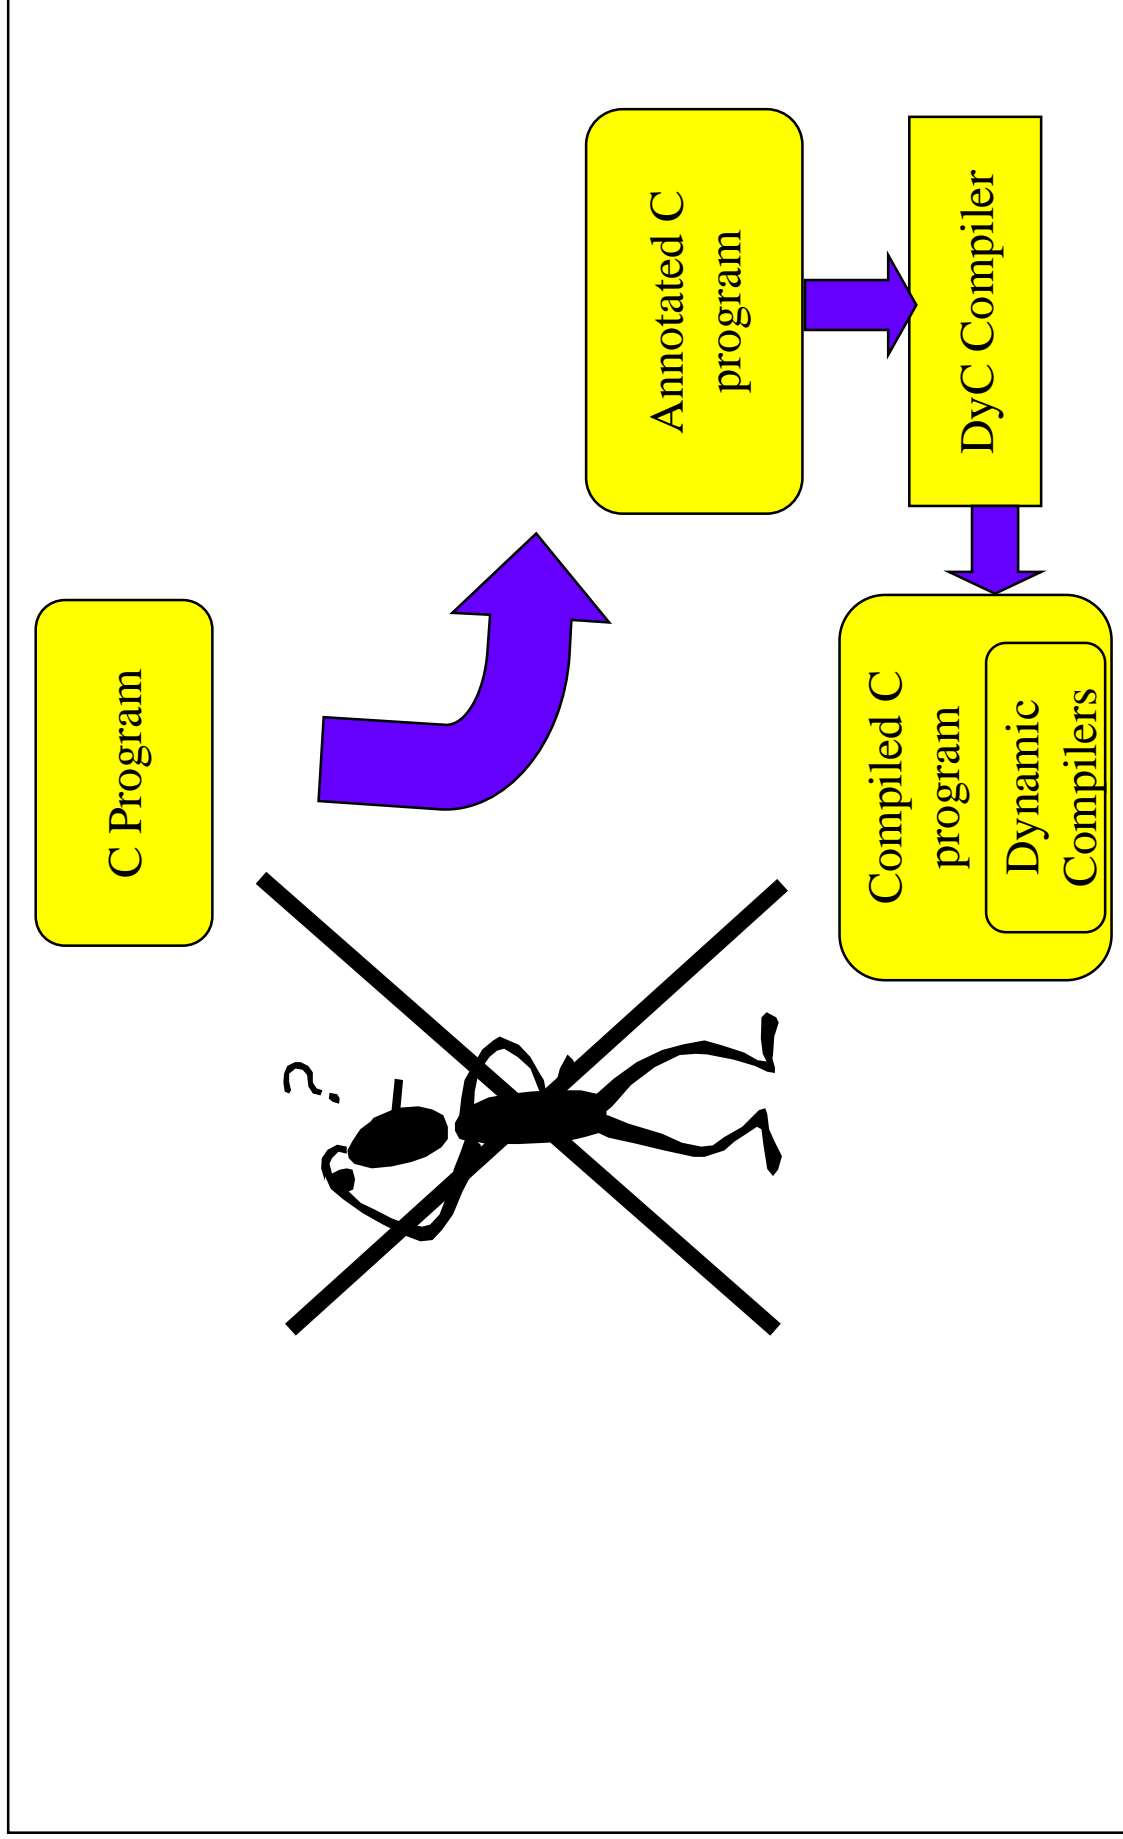 C Program
?
Annotated C
program
DyC Compiler
Compiled C
program
Dynamic
Compilers